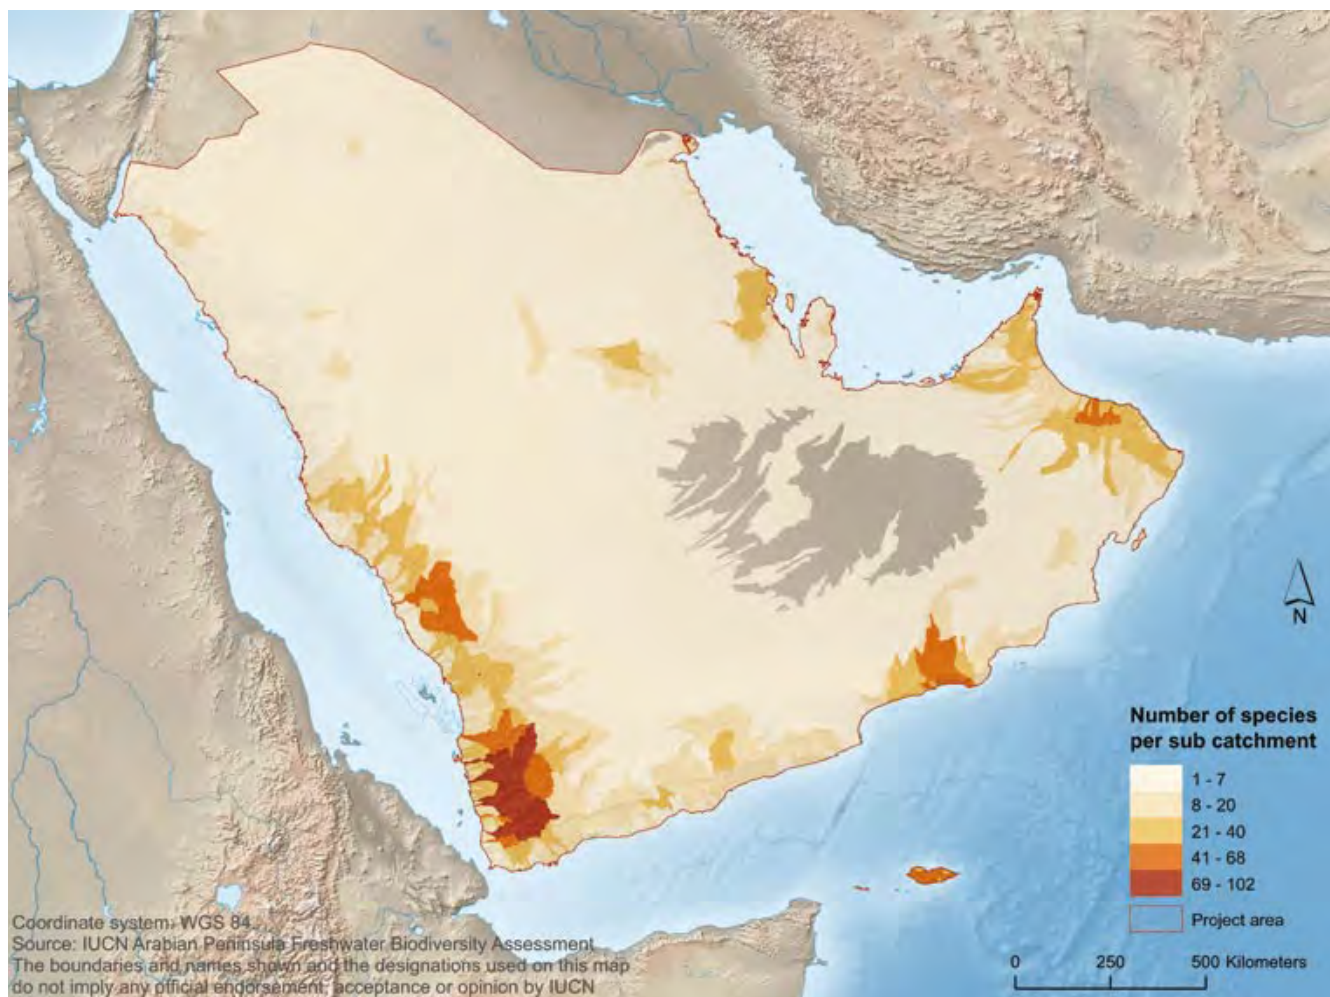 N
Number of species
per sub catchment
1 - 7
8 - 20
21 - 40
41 - 68
69 - 102
Project area
0 250 500 Kilometers
Coordinate system: WGS 84
Source: IUCN Arabian Peninsula Freshwater Biodiversity Assessment
The boundaries and names shown and the designations used on this map
do not imply any official endorsement, acceptance or opinion by IUCN